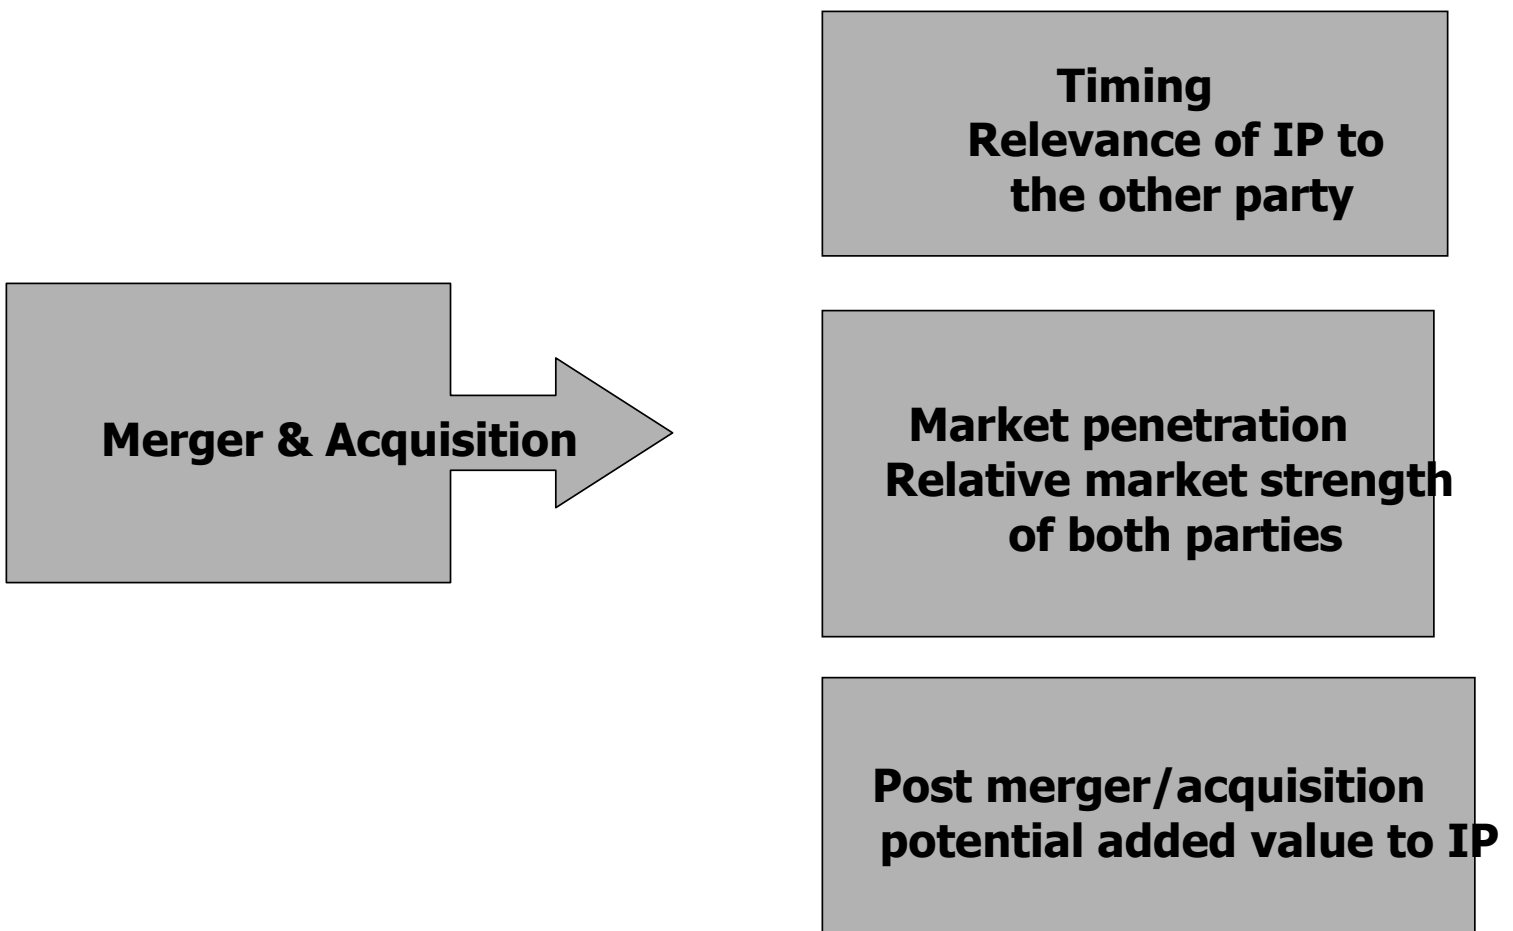 Merger & Acquisition
Timing
Relevance of IP to
the other party
Market penetration
Relative market strength
of both parties
Post merger/acquisition
potential added value to IP